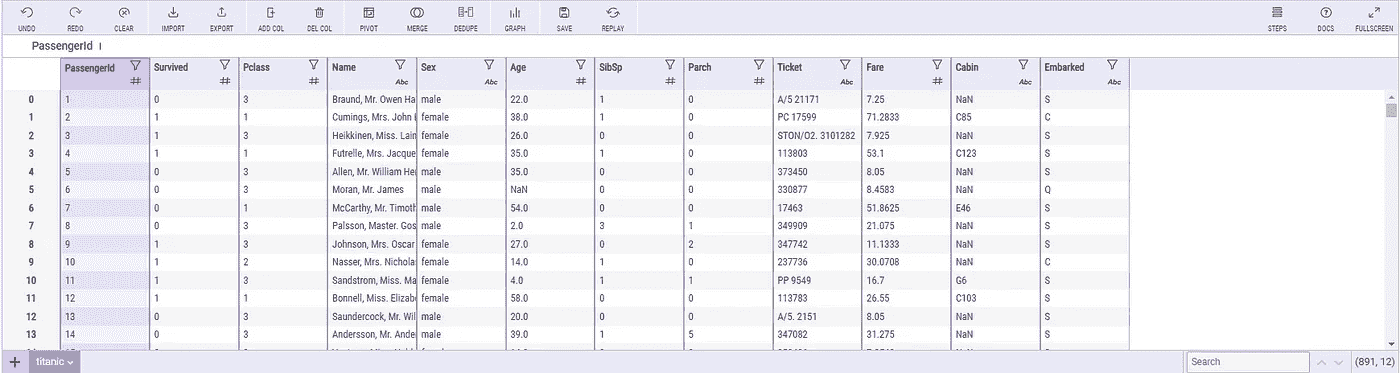 UNDO REDO CLEAR IMPORT EXPORT ADD COL DEL COL PIVOT MERGE DEDUPE GRAPH SAVE REPLAY STEPS DOCS FULLSCREEN
PassengerId
PassengerId Survived Pclass Name Sex Age SibSp Parch Ticket Fare Cabin Embarked
## ## ## Abc Abc ## ## ## Abc ## Abc Abc
0 1 0 3 Braund, Mr. Owen Ha male 22.0 1 0 A/5 21171 7.25 NaN S
1 2 1 1 Cumings, Mrs. John female 38.0 1 0 PC 17599 71.2833 C85 C
2 3 1 3 Heikkinen, Miss. Lain female 26.0 0 0 STON/O2. 3101282 7.925 NaN S
3 4 1 1 Futrelle, Mrs. Jacque female 35.0 1 0 113803 53.1 C123 S
4 5 0 3 Allen, Mr. William He male 35.0 0 0 373450 8.05 NaN S
5 6 0 3 Moran, Mr. James male NaN 0 0 330877 8.4583 NaN Q
6 7 0 1 McCarthy, Mr. Timoth male 54.0 0 0 17463 51.8625 E46 S
7 8 0 3 Palsson, Master. Gos male 2.0 3 1 349909 21.075 NaN S
8 9 1 3 Johnson, Mrs. Oscar female 27.0 0 2 347742 11.1333 NaN S
9 10 1 2 Nasser, Mrs. Nichola female 14.0 1 0 237736 30.0708 NaN C
10 11 1 3 Sandstrom, Miss. Ma female 4.0 1 1 PP 9549 16.7 G6 S
11 12 1 1 Bonnell, Miss. Elizab female 58.0 0 0 113783 26.55 C103 S
12 13 0 3 Saundercock, Mr. Wil male 20.0 0 0 A/5. 2151 8.05 NaN S
13 14 0 3 Andersson, Mr. Ande male 39.0 1 5 347082 31.275 NaN S
titanic Search (891, 12)